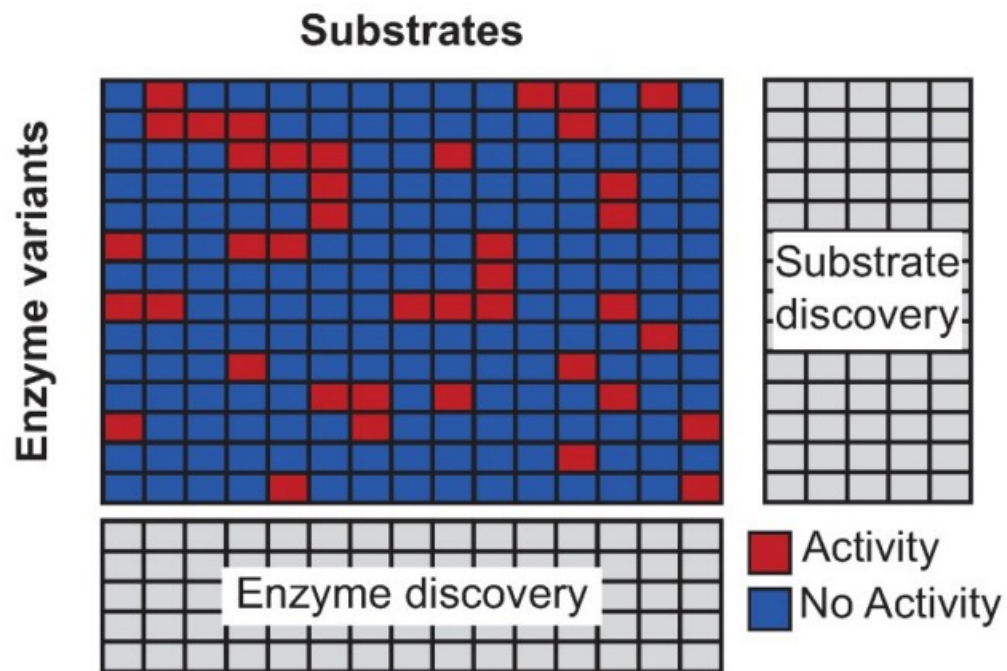 Substrates
Enzyme variants
Substrate
discovery
Enzyme discovery
Activity
No Activity